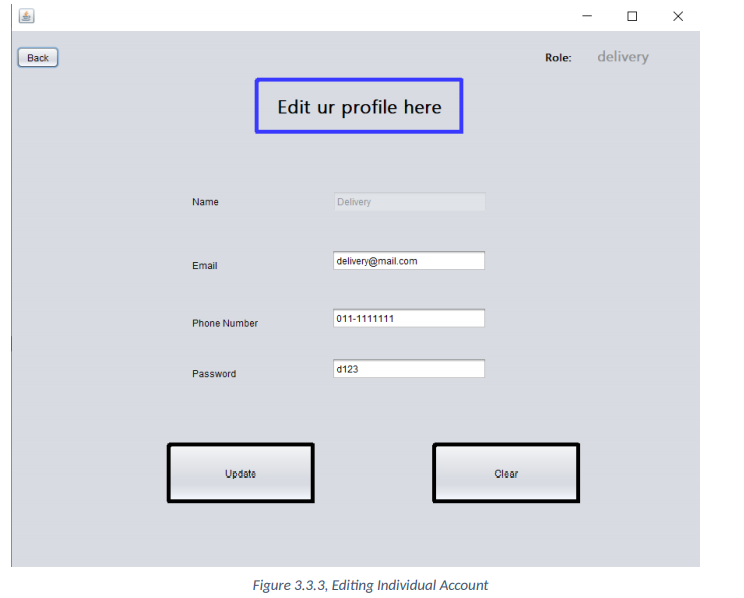 Back
Role: delivery
Edit ur profile here
Name Delivery
Email delivery@mail.com
Phone Number 011-1111111
Password d123
Update Clear
Figure 3.3.3, Editing Individual Account